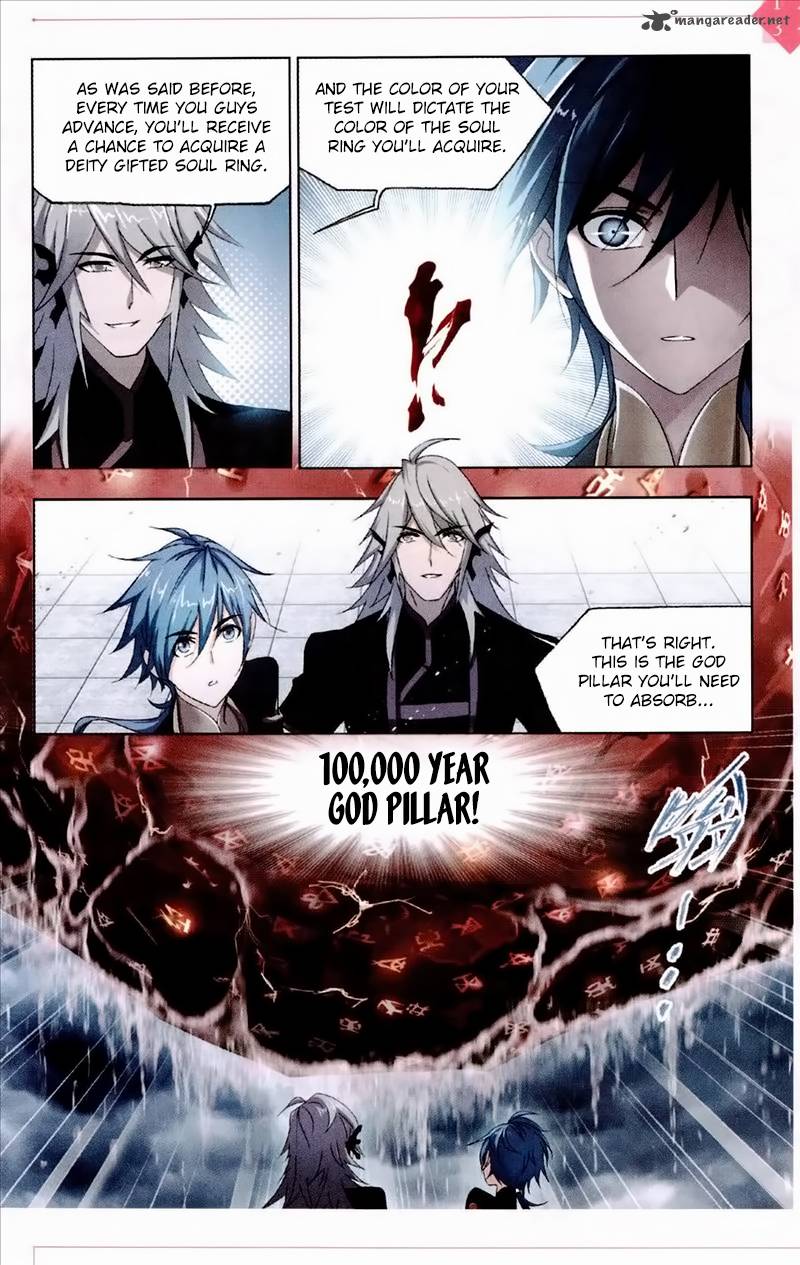 mangareader.net
13
AS WAS SAID BEFORE,
EVERY TIME YOU GUYS
ADVANCE, YOU'LL RECEIVE
A CHANCE TO ACQUIRE A
DEITY GIFTED SOUL RING.
AND THE COLOR OF YOUR
TEST WILL DICTATE THE
COLOR OF THE SOUL
RING YOU'LL ACQUIRE.
THAT'S RIGHT.
THIS IS THE GOD
PILLAR YOU'LL NEED
TO ABSORB...
100,000 YEAR
GOD PILLAR!